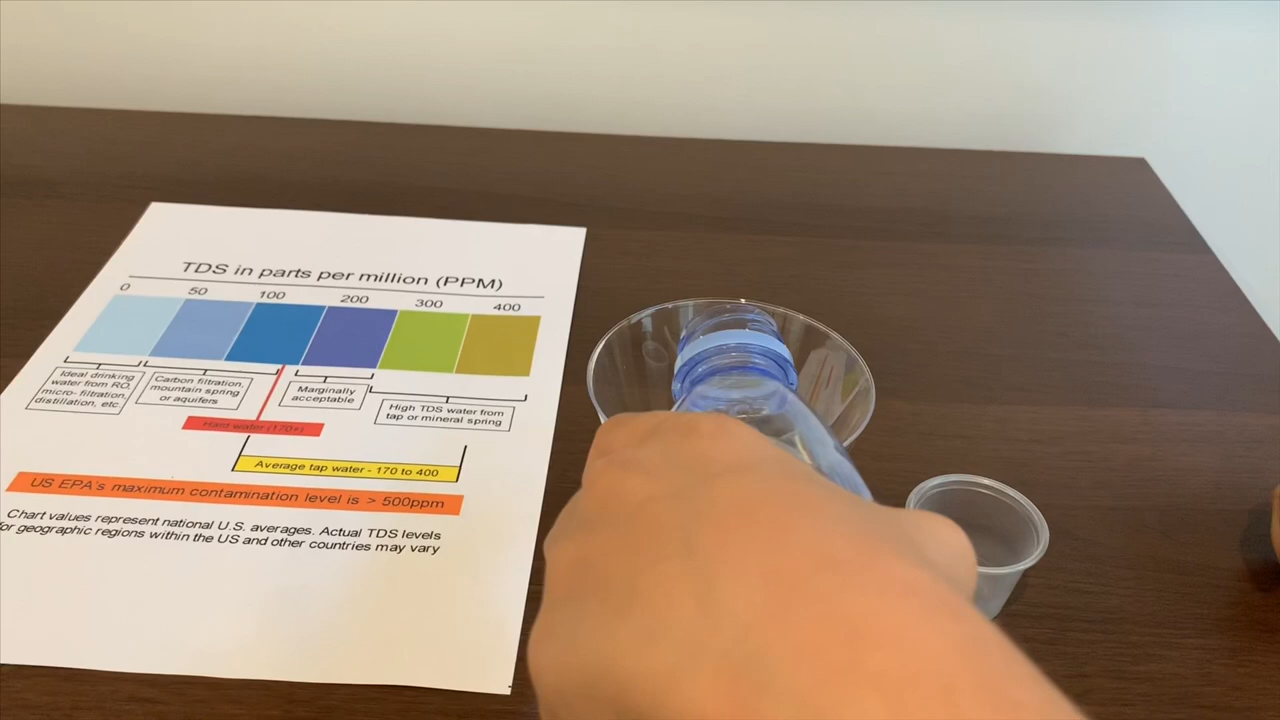 TDS in parts per million (PPM)
0 50 100 200 300 400
Ideal drinking
water from RO,
micro- filtration,
distillation, etc
Carbon filtration,
mountain spring
or aquifers
Marginally
acceptable
High TDS water from
tap or mineral spring
Hard water (170+)
Average tap water - 170 to 400
US EPA's maximum contamination level is > 500ppm
Chart values represent national U.S. averages. Actual TDS levels
for geographic regions within the US and other countries may vary